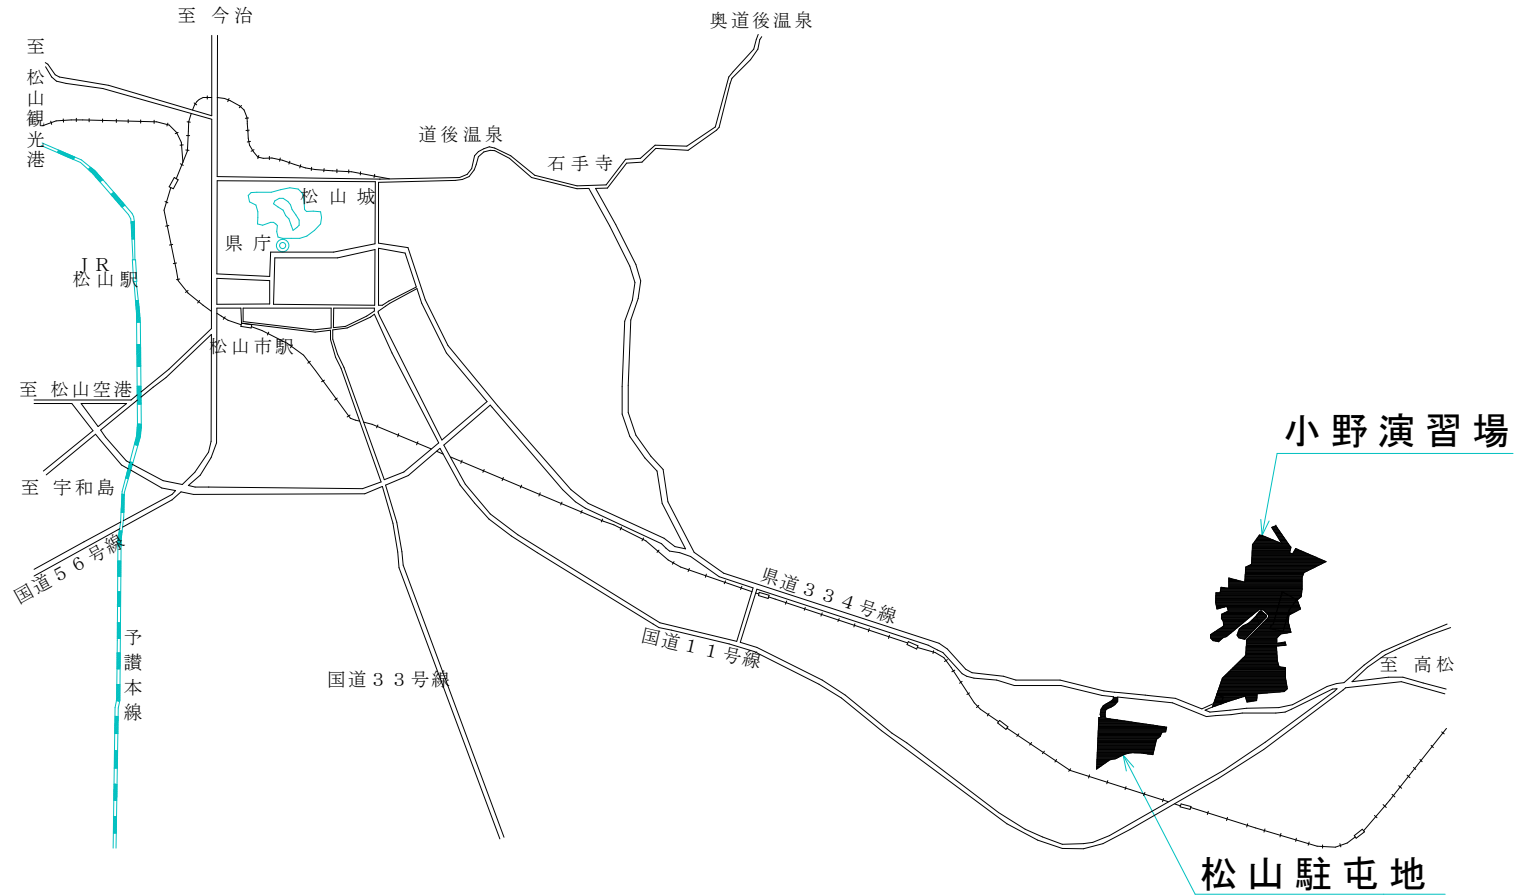 至 今治
奥道後温泉
至 松山観光港
道後温泉
石手寺
松山城
県庁
JR
松山駅
松山市駅
至 松山空港
小野演習場
至 宇和島
国道56号線
県道334号線
国道11号線
予讃本線
国道33号線
至 高松
松山駐屯地